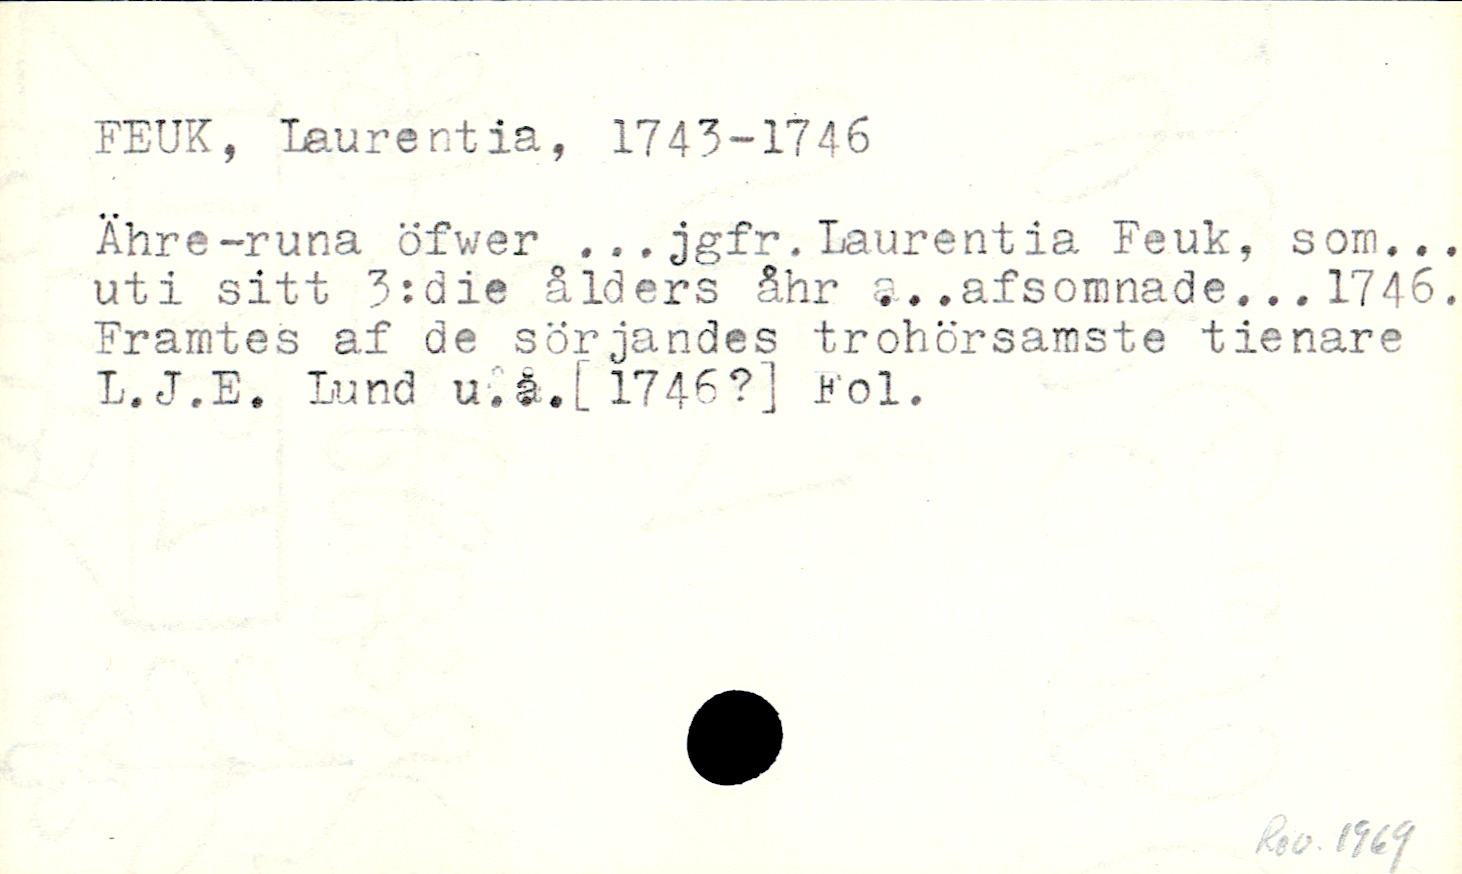 FEUK, Laurentia, 1743-1746
Ähre-runa öfwer ...jgfr.Laurentia Feuk, som...
uti sitt 3:die ålders åhr ...afsomnade...1746.
Framtes af de sörjandes trohörsamste tienare
L.J.E. Lund u.å.[1746?] Fol.
Rev. 1969